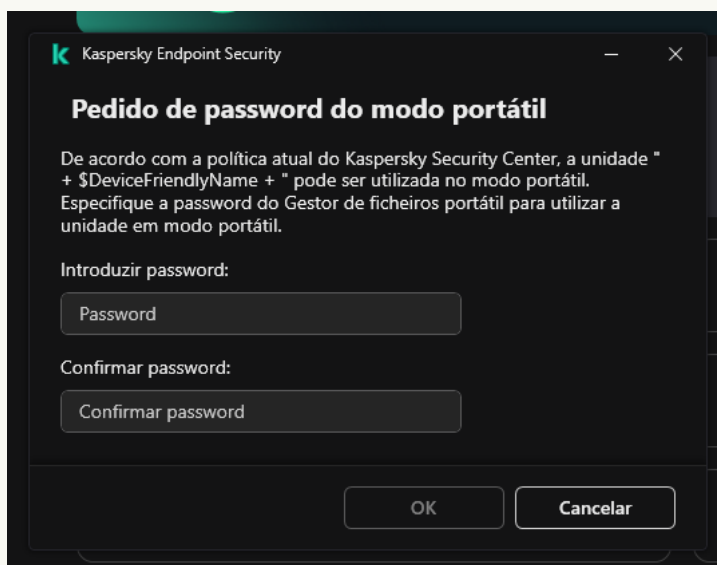 Kaspersky Endpoint Security
Pedido de password do modo portátil
De acordo com a política atual do Kaspersky Security Center, a unidade "
+ $DeviceFriendlyName + " pode ser utilizada no modo portátil.
Especifique a password do Gestor de ficheiros portátil para utilizar a
unidade em modo portátil.
Introduzir password:
Password
Confirmar password:
Confirmar password
OK
Cancelar